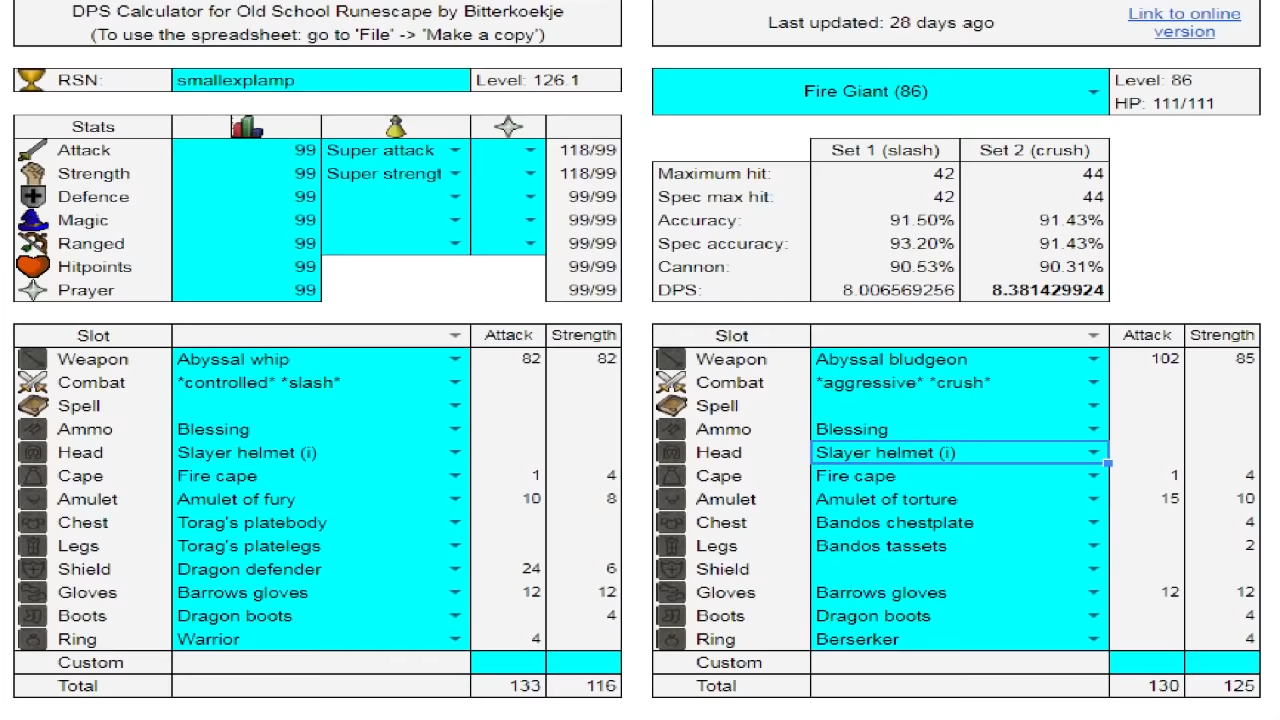 DPS Calculator for Old School Runescape by Bitterkoekje
(To use the spreadsheet: go to 'File' -> 'Make a copy')
Last updated: 28 days ago
Link to online
version
RSN: smallexplamp Level: 126.1
Fire Giant (86) Level: 86
HP: 111/111
Stats
Attack 99 Super attack 118/99
Strength 99 Super strengt 118/99
Defence 99 99/99
Magic 99 99/99
Ranged 99 99/99
Hitpoints 99 99/99
Prayer 99 99/99
Set 1 (slash) Set 2 (crush)
Maximum hit: 42 44
Spec max hit: 42 44
Accuracy: 91.50% 91.43%
Spec accuracy: 93.20% 91.43%
Cannon: 90.53% 90.31%
DPS: 8.006569256 8.381429924
Slot Attack Strength
Weapon Abyssal whip 82 82
Combat *controlled* *slash*
Spell
Ammo Blessing
Head Slayer helmet (i)
Cape Fire cape 1 4
Amulet Amulet of fury 10 8
Chest Torag's platebody
Legs Torag's platelegs
Shield Dragon defender 24 6
Gloves Barrows gloves 12 12
Boots Dragon boots 4
Ring Warrior 4
Custom
Total 133 116
Slot Attack Strength
Weapon Abyssal bludgeon 102 85
Combat *aggressive* *crush*
Spell
Ammo Blessing
Head Slayer helmet (i)
Cape Fire cape 1 4
Amulet Amulet of torture 15 10
Chest Bandos chestplate 4
Legs Bandos tassets 2
Shield
Gloves Barrows gloves 12 12
Boots Dragon boots 4
Ring Berserker 4
Custom
Total 130 125